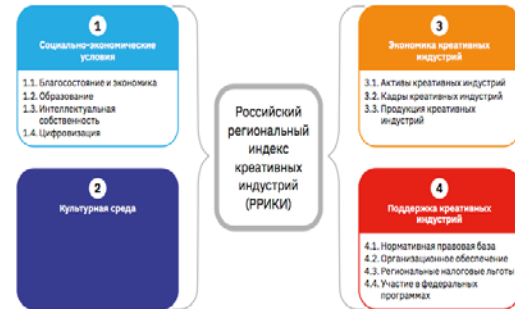 1
Социально-экономические
условия
1.1. Благосостояние и экономика
1.2. Образование
1.3. Интеллектуальная
собственность
1.4. Цифровизация
2
Культурная среда
Российский
региональный
индекс
креативных
индустрий
(РРИКИ)
3
Экономика креативных
индустрий
3.1. Активы креативных индустрий
3.2. Кадры креативных индустрий
3.3. Продукция креативных
индустрий
4
Поддержка креативных
индустрий
4.1. Нормативная правовая база
4.2. Организационное обеспечение
4.3. Региональные налоговые льготы
4.4. Участие в федеральных
программах